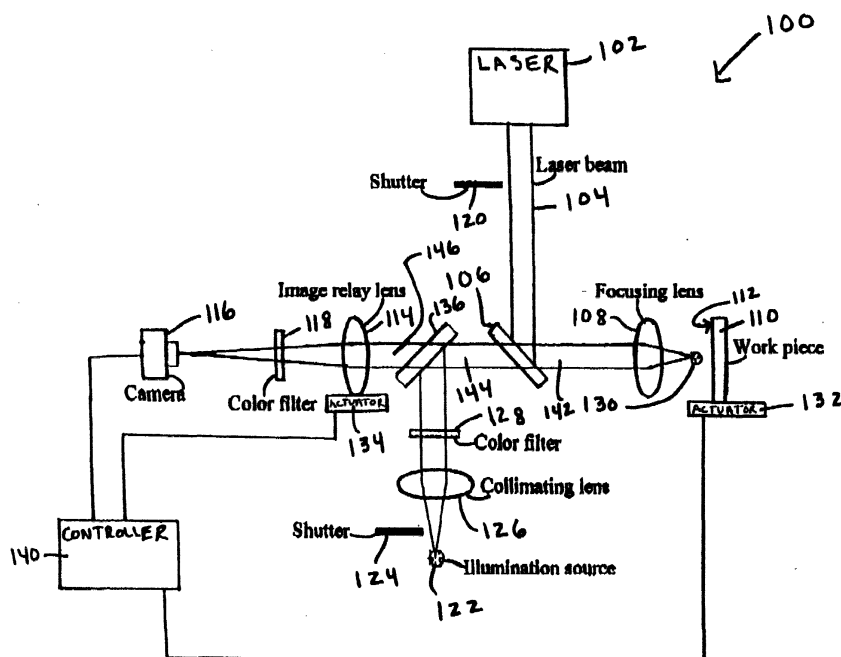 100
LASER
102
Laser beam
Shutter
120
104
146
106
136
Image relay lens
114
116
118
Camera
Color filter
ACTUATOR
134
144
142
130
Focusing lens
108
112
110
Work piece
ACTUATOR
132
128
Color filter
Collimating lens
126
Shutter
124
Illumination source
122
CONTROLLER
140